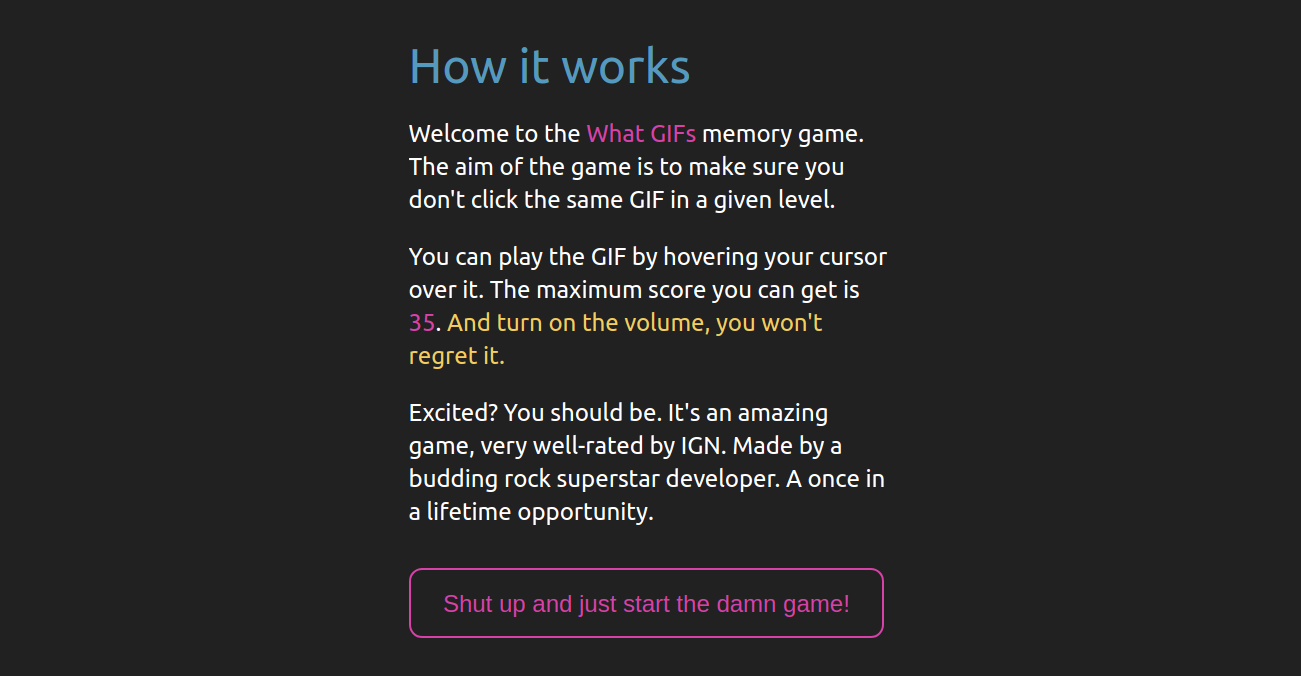 How it works
Welcome to the What GIFs memory game.
The aim of the game is to make sure you
don't click the same GIF in a given level.
You can play the GIF by hovering your cursor
over it. The maximum score you can get is
35. And turn on the volume, you won't
regret it.
Excited? You should be. It's an amazing
game, very well-rated by IGN. Made by a
budding rock superstar developer. A once in
a lifetime opportunity.
Shut up and just start the damn game!